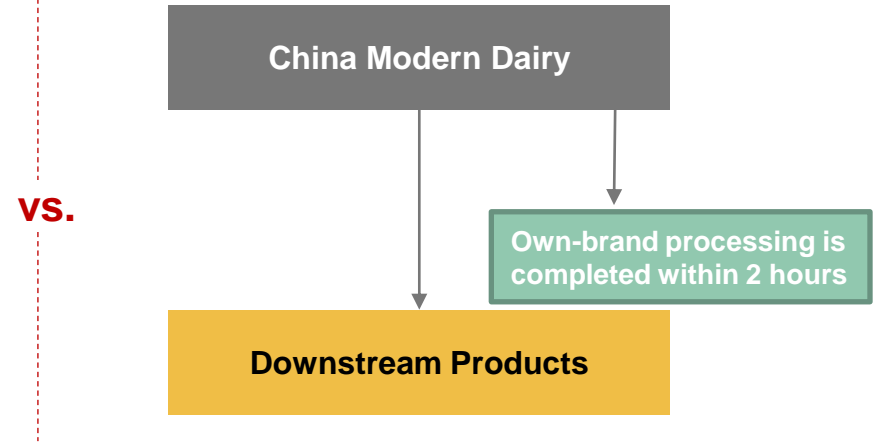 China Modern Dairy
vs.
Own-brand processing is
completed within 2 hours
Downstream Products